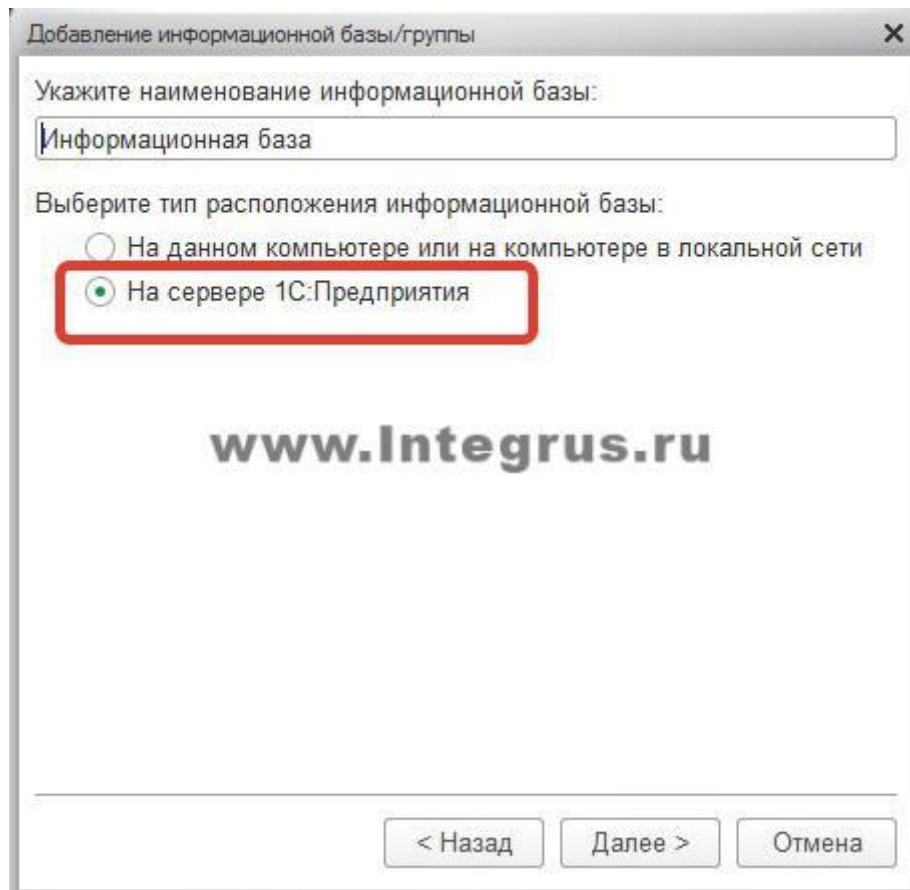 Добавление информационной базы/группы
Укажите наименование информационной базы:
Информационная база
Выберите тип расположения информационной базы:
На данном компьютере или на компьютере в локальной сети
На сервере 1С:Предприятия
www.Integrus.ru
< Назад Далее > Отмена